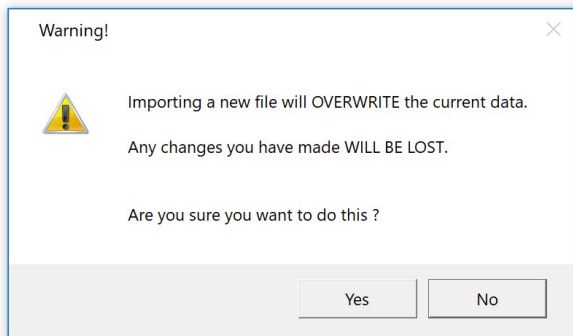 Warning!
Importing a new file will OVERWRITE the current data.
Any changes you have made WILL BE LOST.
Are you sure you want to do this ?
Yes No